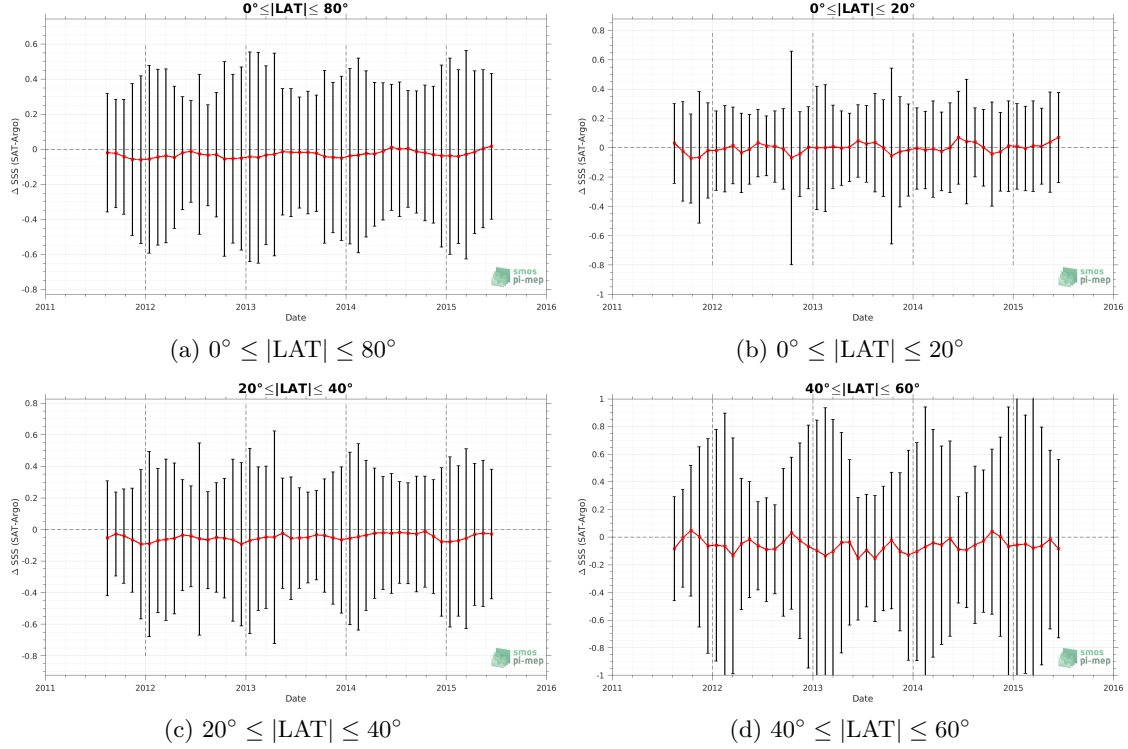 0°≤|LAT|≤ 80°
Δ SSS (SAT-Argo)
0.6
0.4
0.2
0
-0.2
-0.4
-0.6
-0.8
2011
2012
2013
2014
2015
2016
Date
smos
pi-mep
(a) 0° ≤ |LAT| ≤ 80°
0°≤|LAT|≤ 20°
Δ SSS (SAT-Argo)
0.8
0.6
0.4
0.2
0
-0.2
-0.4
-0.6
-0.8
-1
2011
2012
2013
2014
2015
2016
Date
smos
pi-mep
(b) 0° ≤ |LAT| ≤ 20°
20°≤|LAT|≤ 40°
Δ SSS (SAT-Argo)
0.8
0.6
0.4
0.2
0
-0.2
-0.4
-0.6
-0.8
2011
2012
2013
2014
2015
2016
Date
smos
pi-mep
(c) 20° ≤ |LAT| ≤ 40°
40°≤|LAT|≤ 60°
Δ SSS (SAT-Argo)
1
0.8
0.6
0.4
0.2
0
-0.2
-0.4
-0.6
-0.8
-1
2011
2012
2013
2014
2015
2016
Date
smos
pi-mep
(d) 40° ≤ |LAT| ≤ 60°